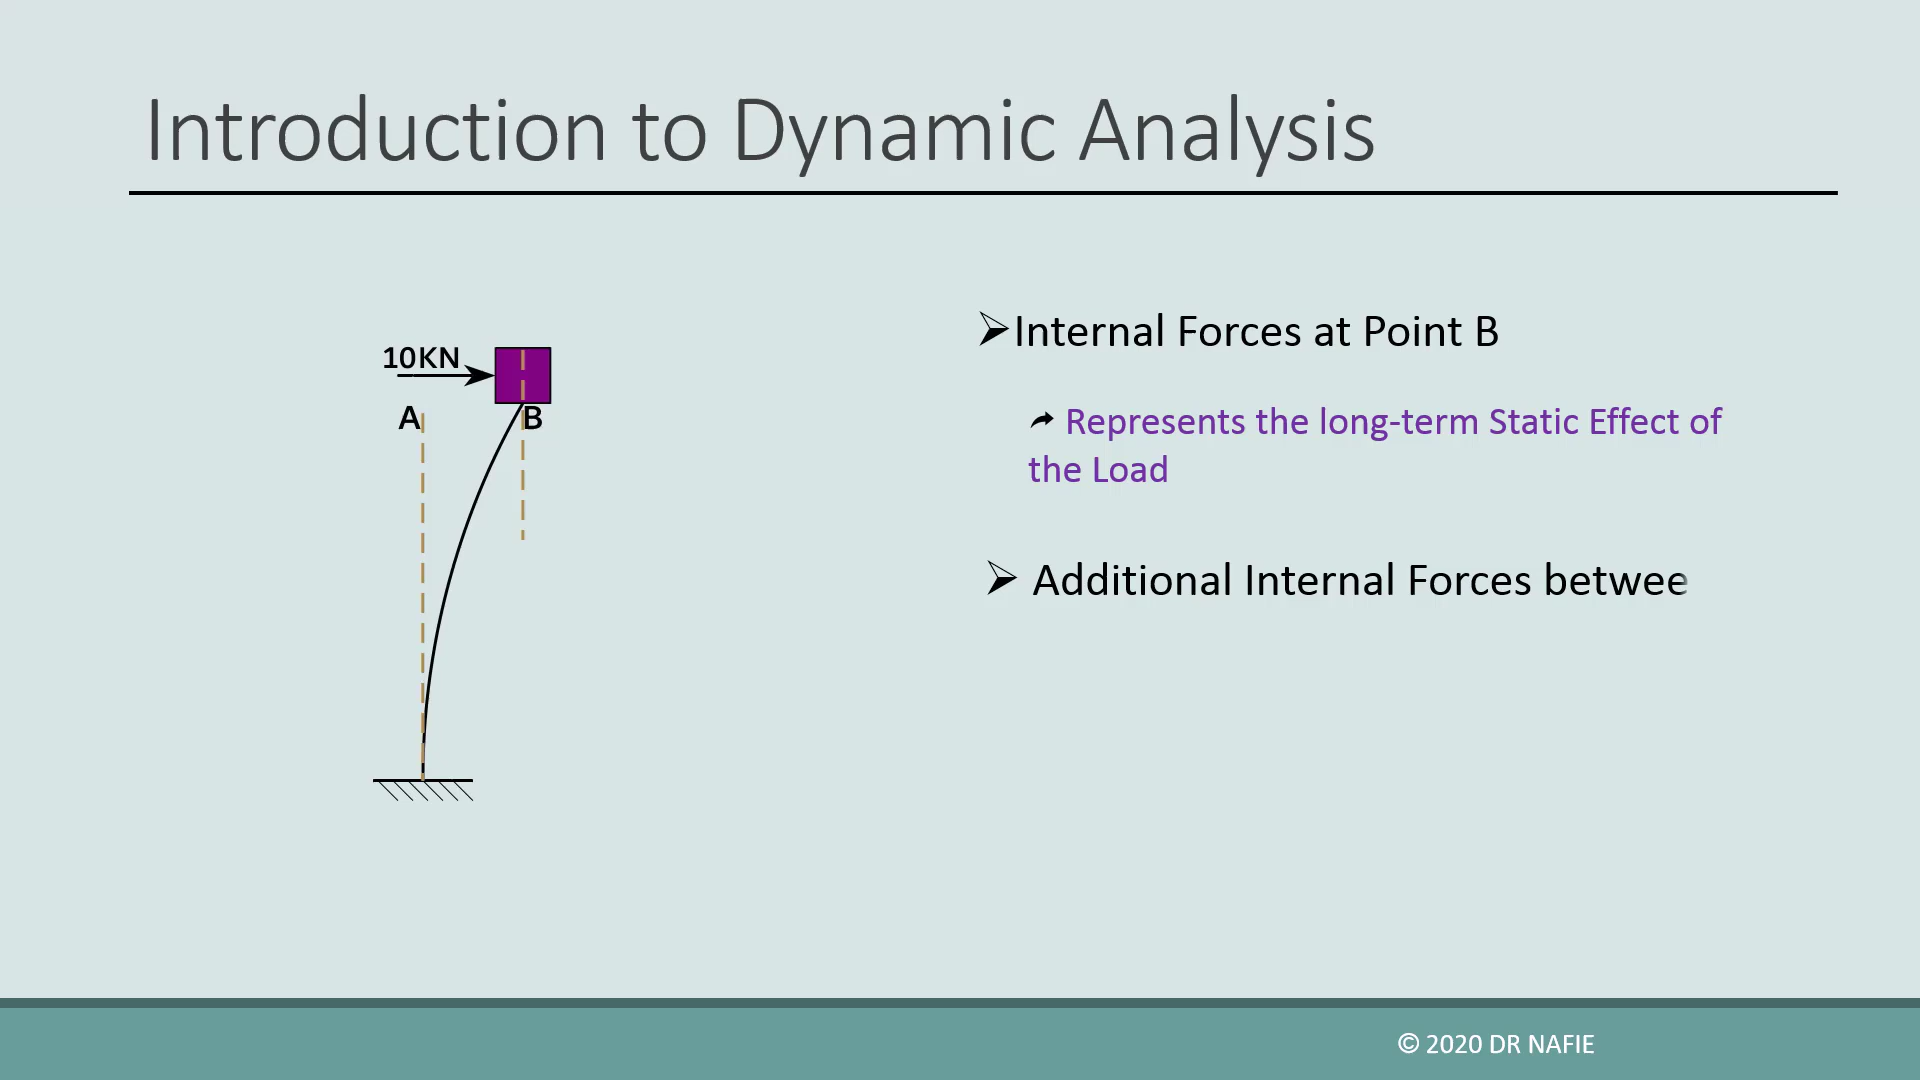 Introduction to Dynamic Analysis
10KN
A
B
Internal Forces at Point B
Represents the long-term Static Effect of
the Load
Additional Internal Forces betwee
© 2020 DR NAFIE